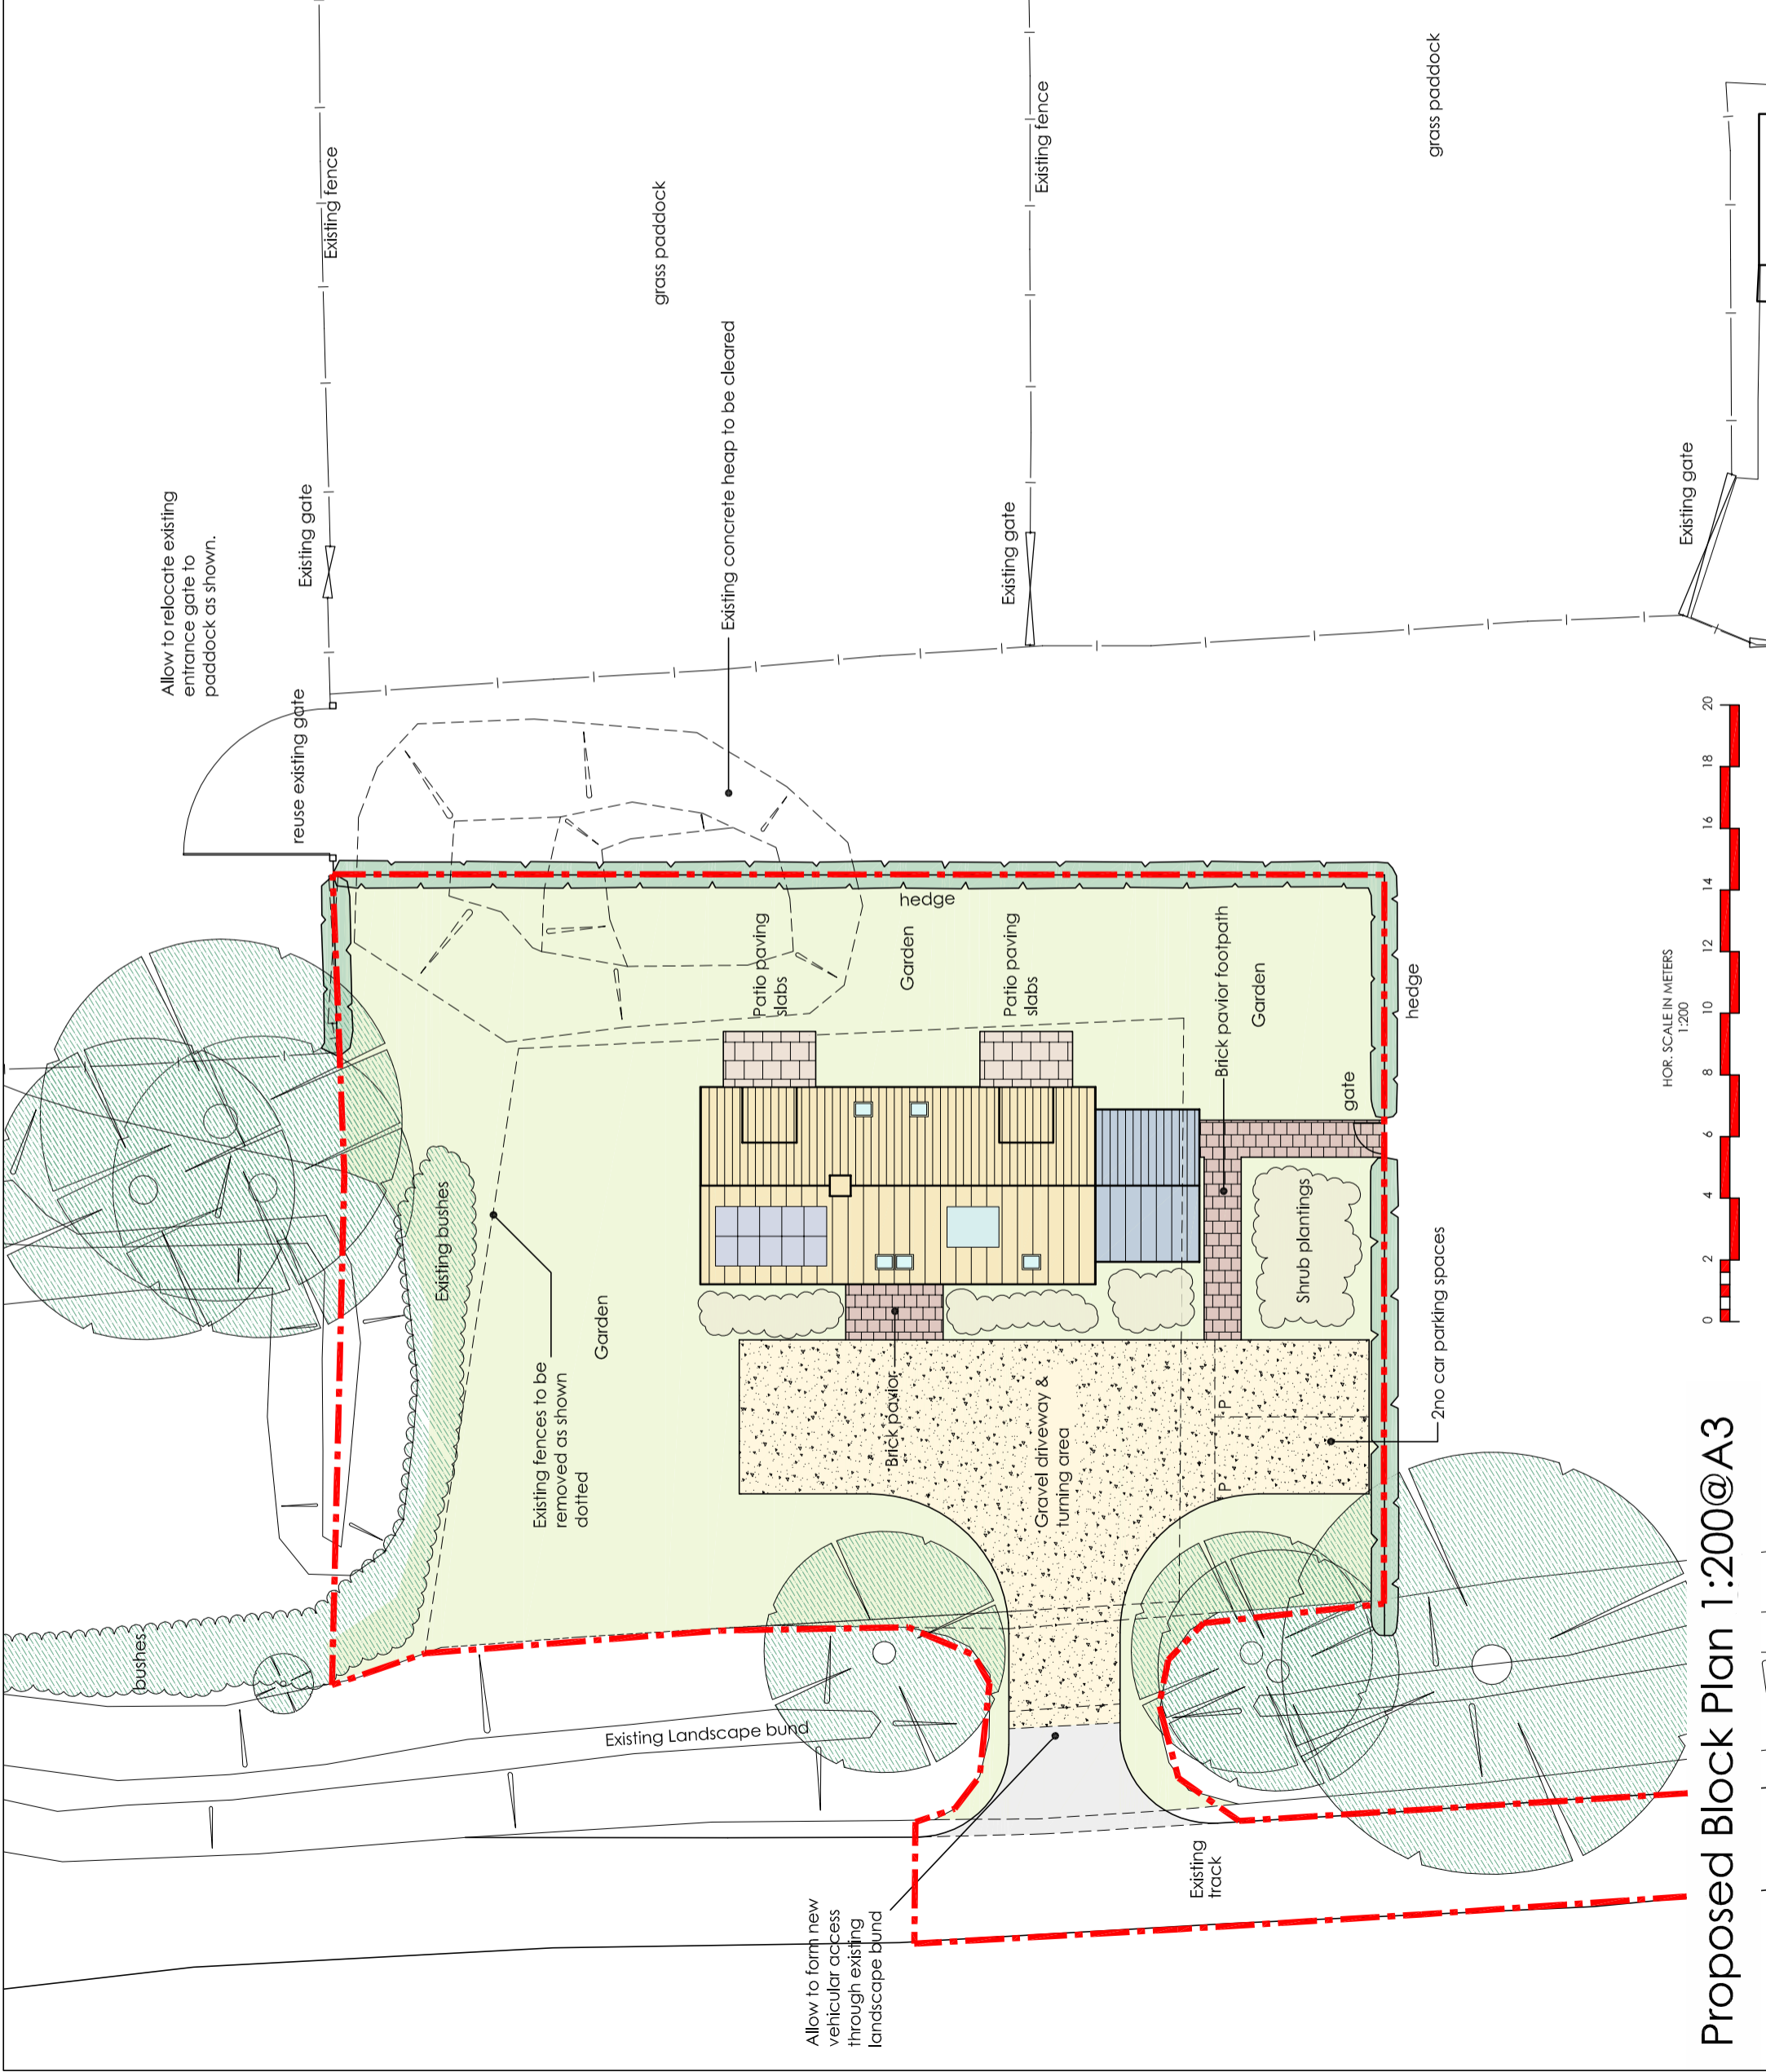 Allow to relocate existing
entrance gate to
paddock as shown.
Existing fence
Existing gate
reuse existing gate
grass paddock
Existing concrete heap to be cleared
Existing fence
Existing gate
grass paddock
Existing gate
bushes
Existing bushes
Existing fences to be
removed as shown
dotted
Garden
Existing Landscape bund
Patio paving
slabs
hedge
Garden
Patio paving
slabs
Brick pavior footpath
Garden
gate
hedge
Brick pavior
Gravel driveway &
turning area
Shrub plantings
P
P
2no car parking spaces
Allow to form new
vehicular access
through existing
landscape bund
Existing
track
HOR. SCALE IN METERS
1:200
0 2 4 6 8 10 12 14 16 18 20
Proposed Block Plan 1:200@A3